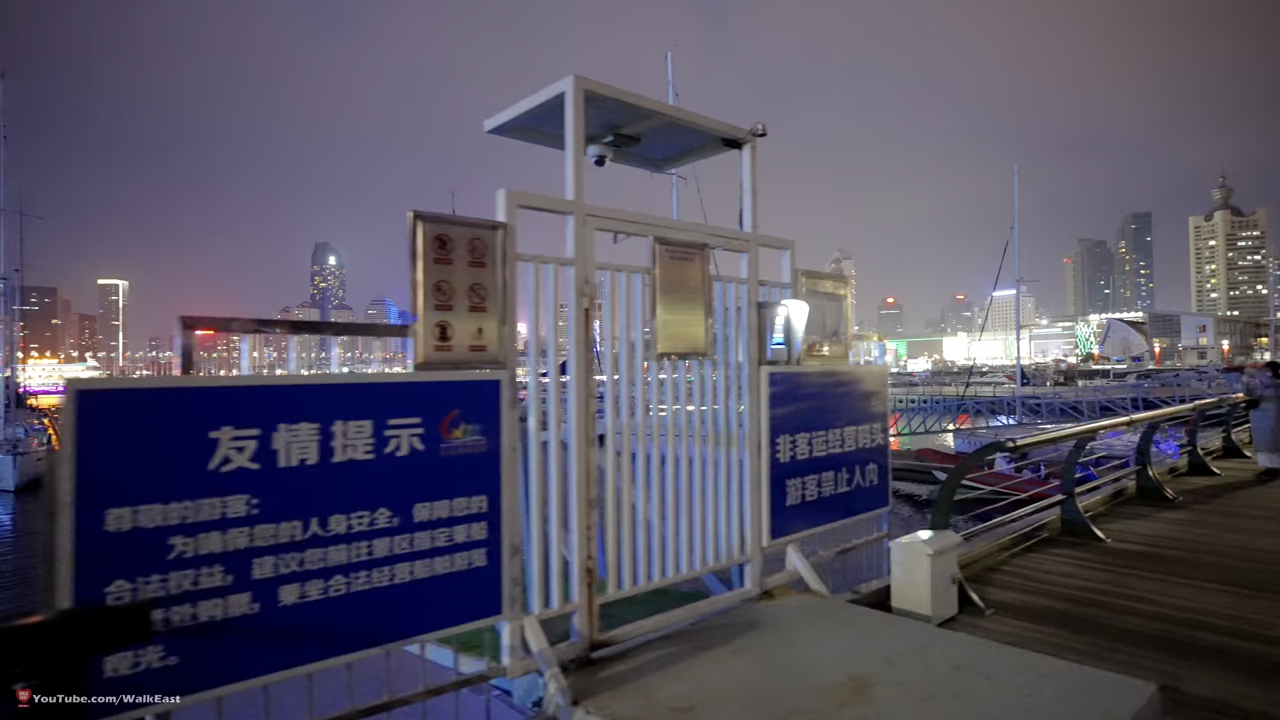 友情提示
尊敬的游客：
为确保您的人身安全，保障您的
合法权益，建议您前往景区指定乘船
处购票，乘坐合法经营船舶游览
观光。
非客运经营码头
游客禁止入内
YouTube.com/WalkEast